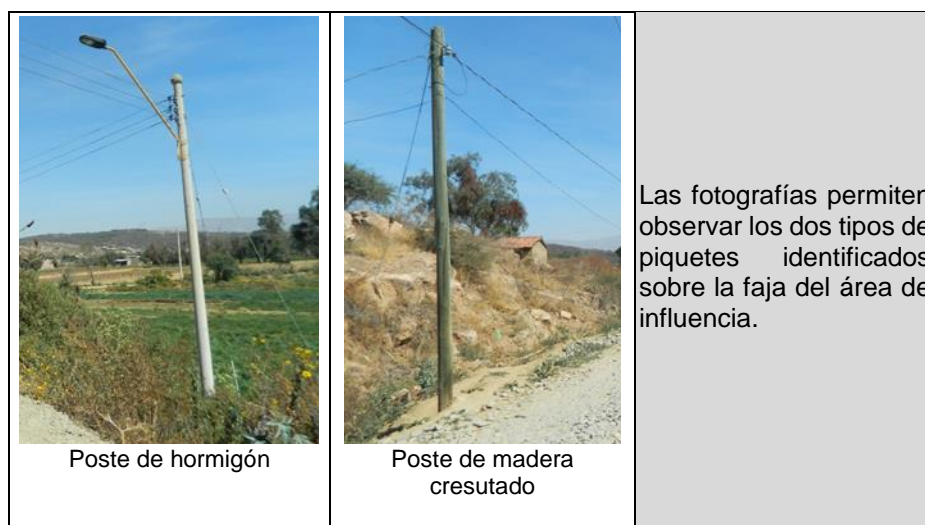 Poste de hormigón
Poste de madera
cresutado
Las fotografías permiten
observar los dos tipos de
piquetes identificados
sobre la faja del área de
influencia.